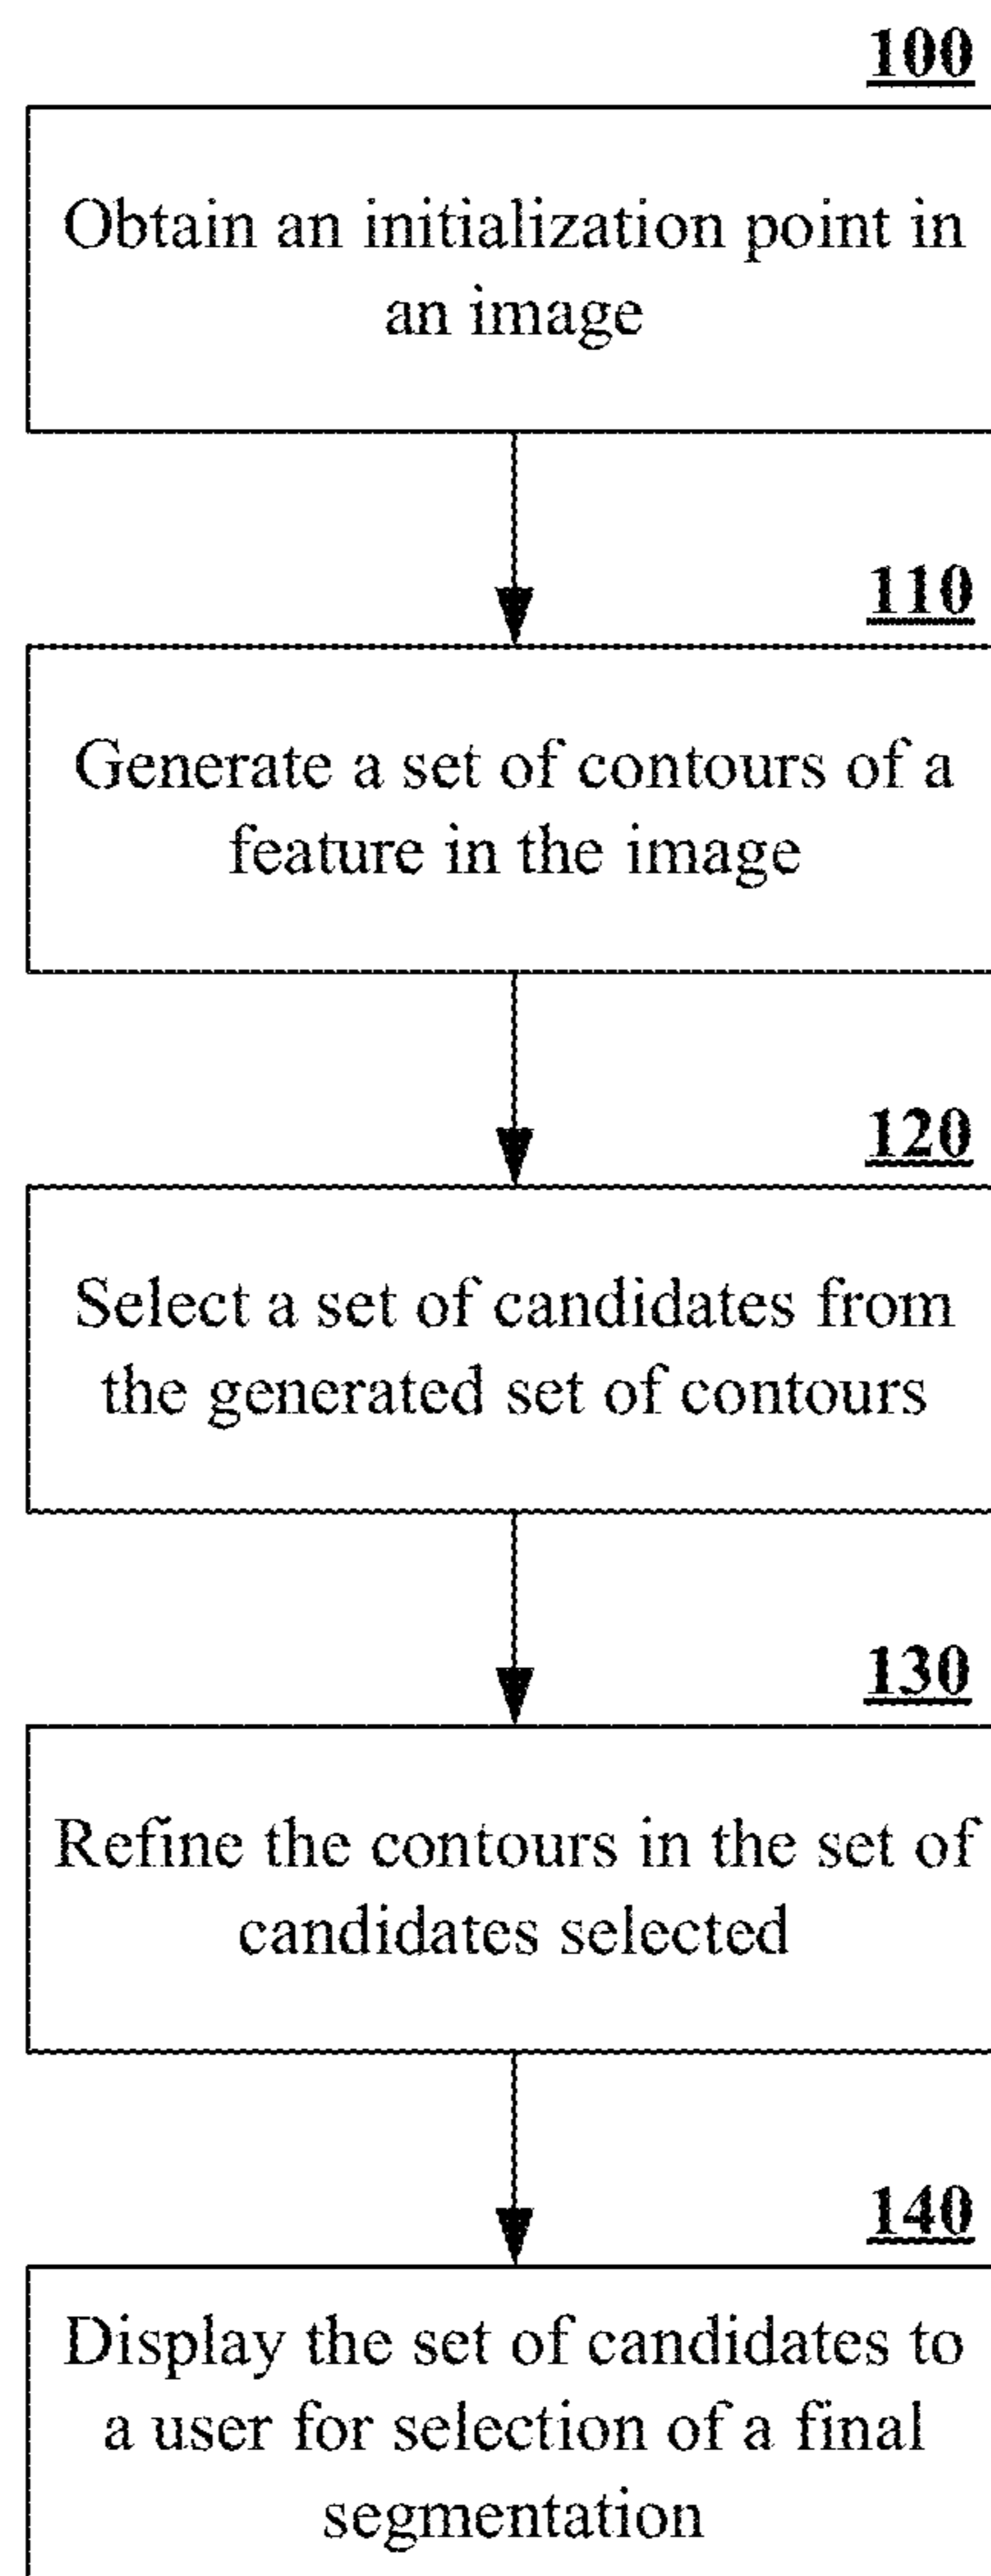 100
Obtain an initialization point in
an image
110
Generate a set of contours of a
feature in the image
120
Select a set of candidates from
the generated set of contours
130
Refine the contours in the set of
candidates selected
140
Display the set of candidates to
a user for selection of a final
segmentation